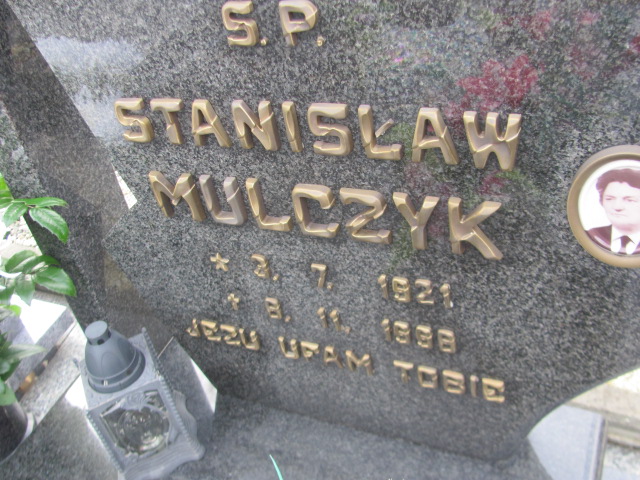 Ś.P.
STANISŁAW
MULCZYK
* 3. 7. 1921
† 8. 11. 1998
JEZU UFAM TOBIE